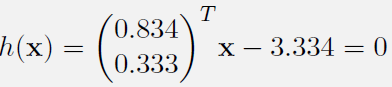 h(x) = (0.834 0.333)^T x − 3.334 = 0